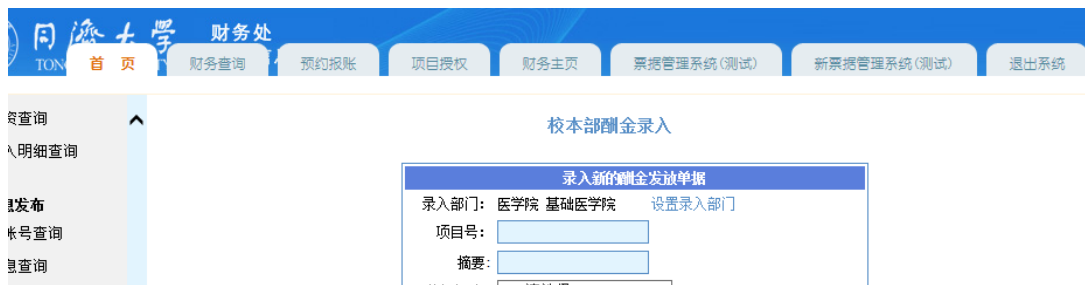 同濟大學 财务处
TON
首 页 财务查询 预约报账 项目授权 财务主页 票据管理系统(测试) 新票据管理系统(测试) 退出系统
资查询
入明细查询
息发布
账号查询
息查询
校本部酬金录入
录入新的酬金发放单据
录入部门: 医学院 基础医学院 设置录入部门
项目号:
摘要: